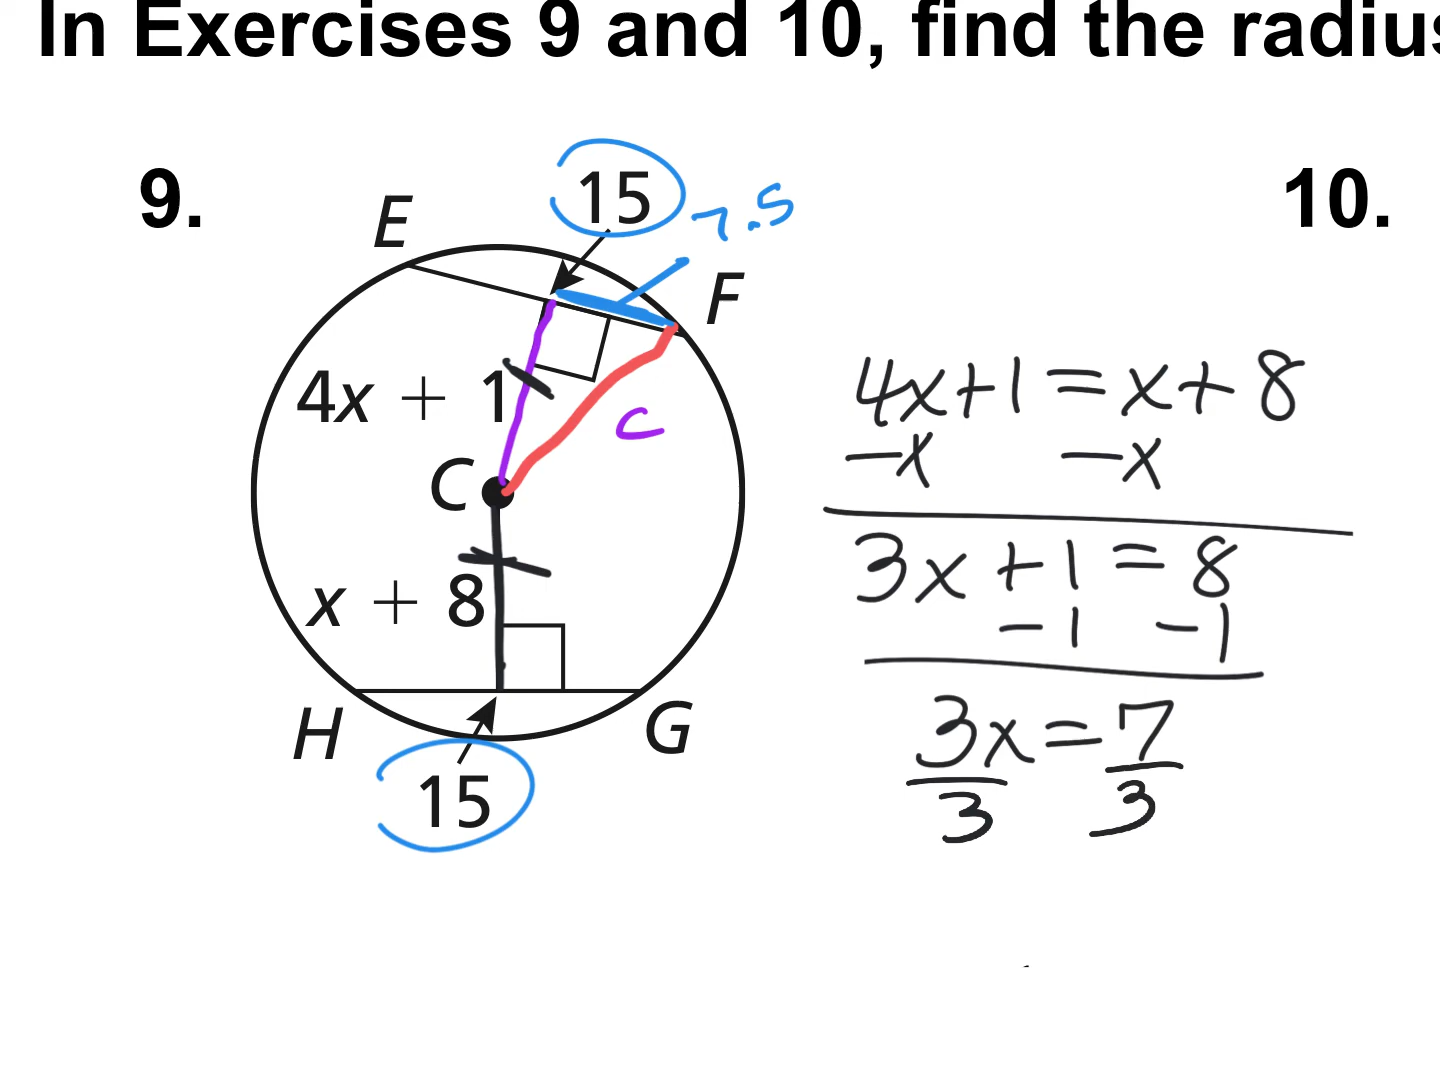 In Exercises 9 and 10, find the radius
9.
10.
15
7.5
E
F
4x + 1
C
c
x + 8
H
G
15
4x+1=x+8
-x -x
3x+1=8
-1 -1
3x=7
3 3